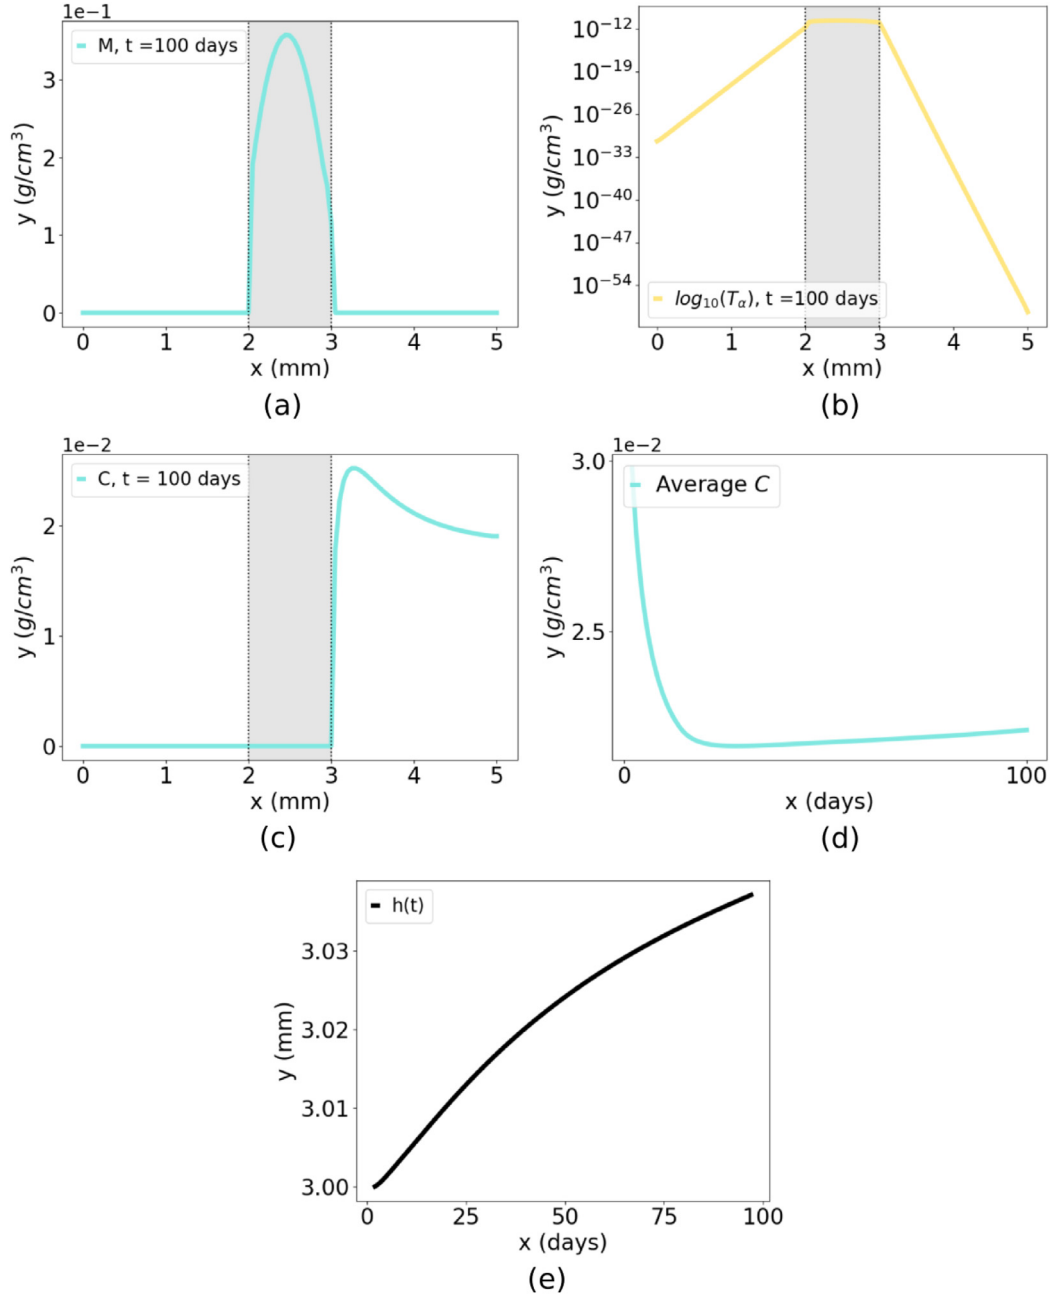 1e−1
M, t =100 days
3
2
1
0
y (g/cm³)
0 1 2 3 4 5
x (mm)
(a)
10⁻¹²
10⁻¹⁹
10⁻²⁶
10⁻³³
10⁻⁴⁰
10⁻⁴⁷
10⁻⁵⁴
y (g/cm³)
log₁₀(Tα), t =100 days
0 1 2 3 4 5
x (mm)
(b)
1e−2
C, t = 100 days
2
1
0
y (g/cm³)
0 1 2 3 4 5
x (mm)
(c)
1e−2
3.0
Average C
2.5
y (g/cm³)
0 100
x (days)
(d)
h(t)
3.03
3.02
3.01
3.00
y (mm)
0 25 50 75 100
x (days)
(e)